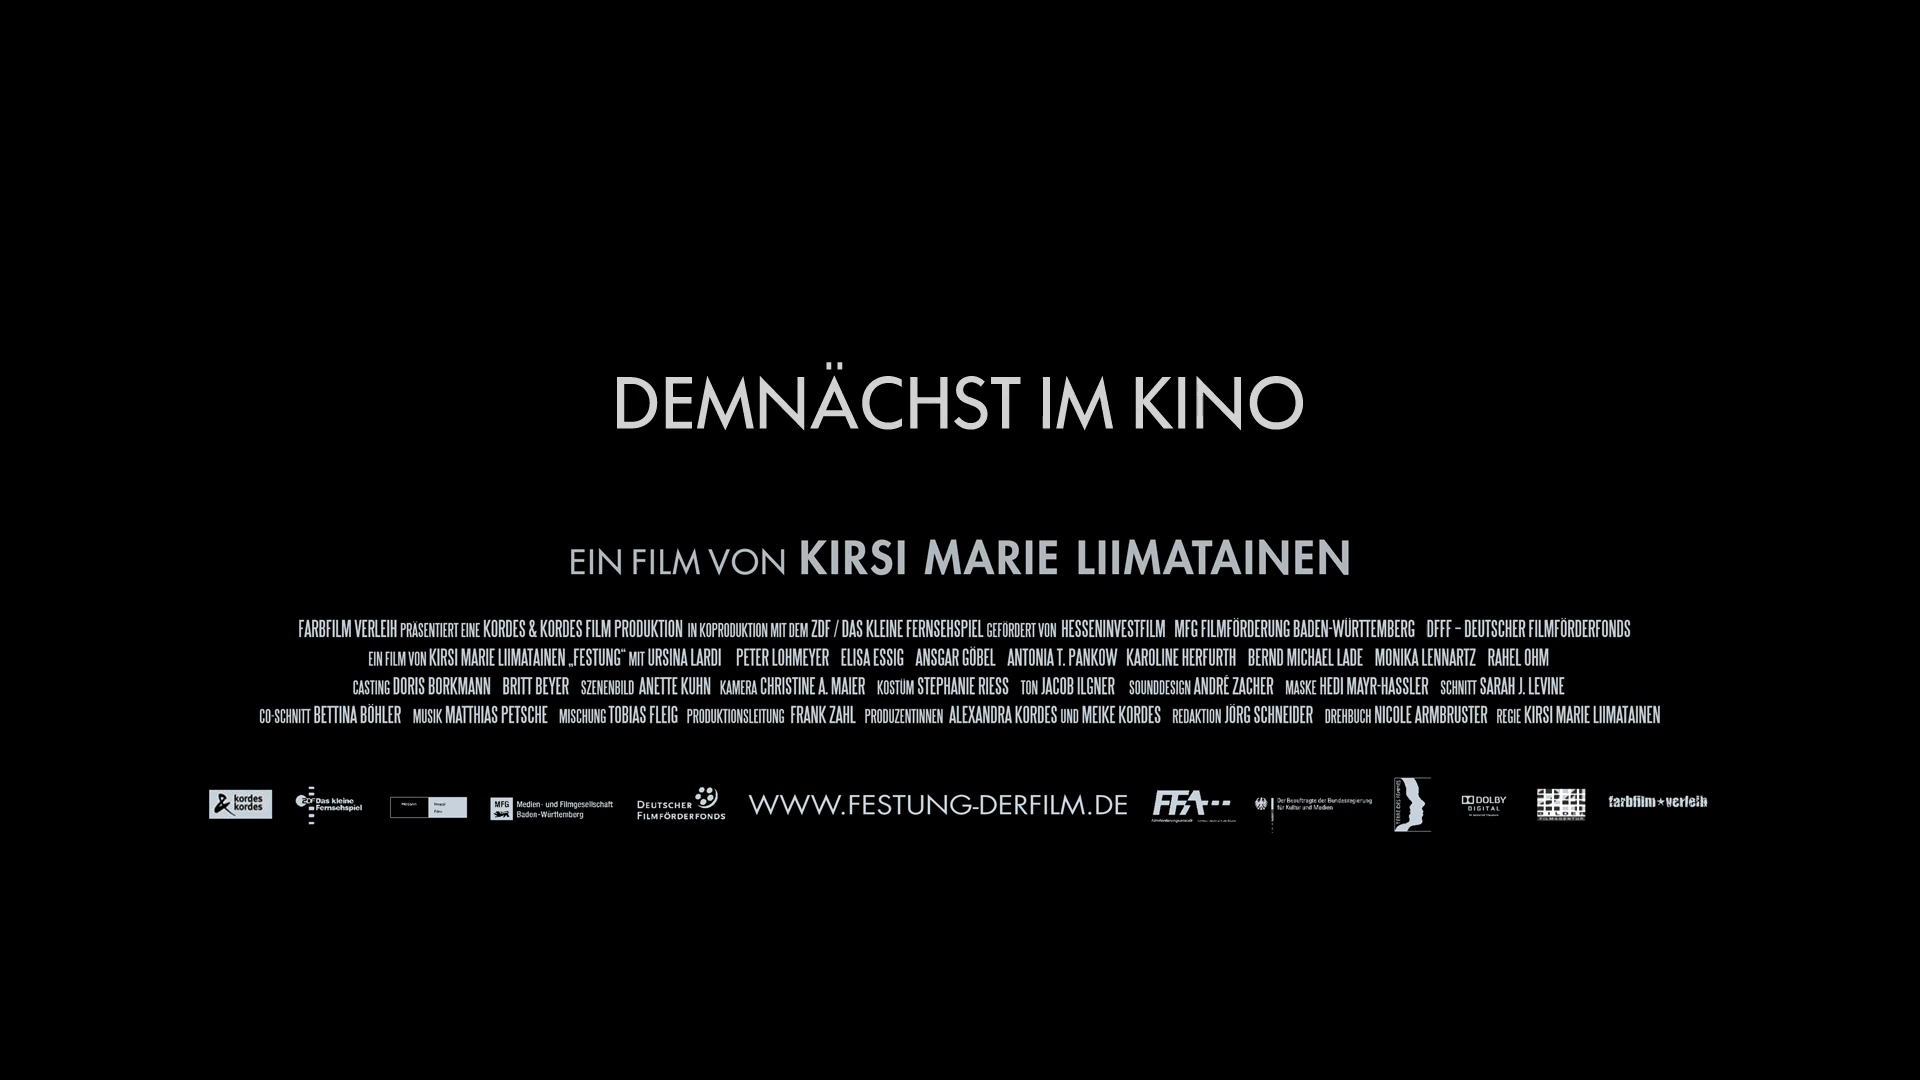 DEMNÄCHST IM KINO
EIN FILM VON KIRSI MARIE LIIMATAINEN
FARBFILM VERLEIH PRÄSENTIERT EINE KORDES & KORDES FILM PRODUKTION IN KOPRODUKTION MIT DEM ZDF / DAS KLEINE FERNSEHSPIEL GEFÖRDERT VON HESSENINVESTFILM MFG FILMFÖRDERUNG BADEN-WÜRTTEMBERG DFFF – DEUTSCHER FILMFÖRDERFONDS
EIN FILM VON KIRSI MARIE LIIMATAINEN „FESTUNG“ MIT URSINA LARDI PETER LOHMEYER ELISA ESSIG ANSGAR GÖBEL ANTONIA T. PANKOW KAROLINE HERFURTH BERND MICHAEL LADE MONIKA LENNARTZ RAHEL OHM
CASTING DORIS BORKMANN BRITT BEYER SZENENBILD ANETTE KUHN KAMERA CHRISTINE A. MAIER KOSTÜM STEPHANIE RIESS TON JACOB ILGNER SOUNDDESIGN ANDRÉ ZACHER MASKE HEDI MAYR-HASSLER SCHNITT SARAH J. LEVINE
CO-SCHNITT BETTINA BÖHLER MUSIK MATTHIAS PETSCHE MISCHUNG TOBIAS FLEIG PRODUKTIONSLEITUNG FRANK ZAHL PRODUZENTINNEN ALEXANDRA KORDES UND MEIKE KORDES REDAKTION JÖRG SCHNEIDER DREHBUCH NICOLE ARMBRUSTER REGIE KIRSI MARIE LIIMATAINEN
kordes
kordes
ZDF Das kleine
Fernsehspiel
MFG Medien- und Filmgesellschaft
Baden-Württemberg
DEUTSCHER
FILMFÖRDERFONDS
WWW.FESTUNG-DERFILM.DE
FFA
Der Beauftragte der Bundesregierung
für Kultur und Medien
DOLBY
DIGITAL
BILDER
FILMAGENTUR
farbfilm★verleih